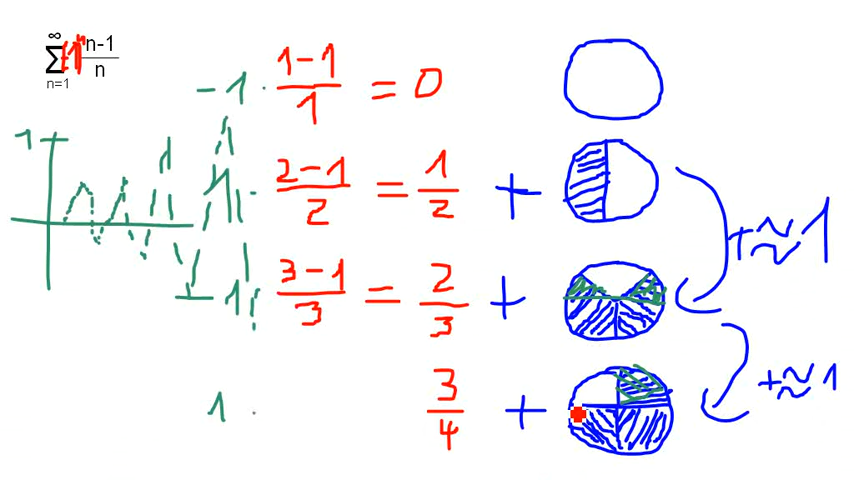 ∞
∑ (-1)ⁿ n-1 / n
n=1
-1 · 1-1 / 1 = 0
1
1 · 2-1 / 2 = 1 / 2 +
+≈1
-1 · 3-1 / 3 = 2 / 3 +
1 · 3 / 4 +
+≈1